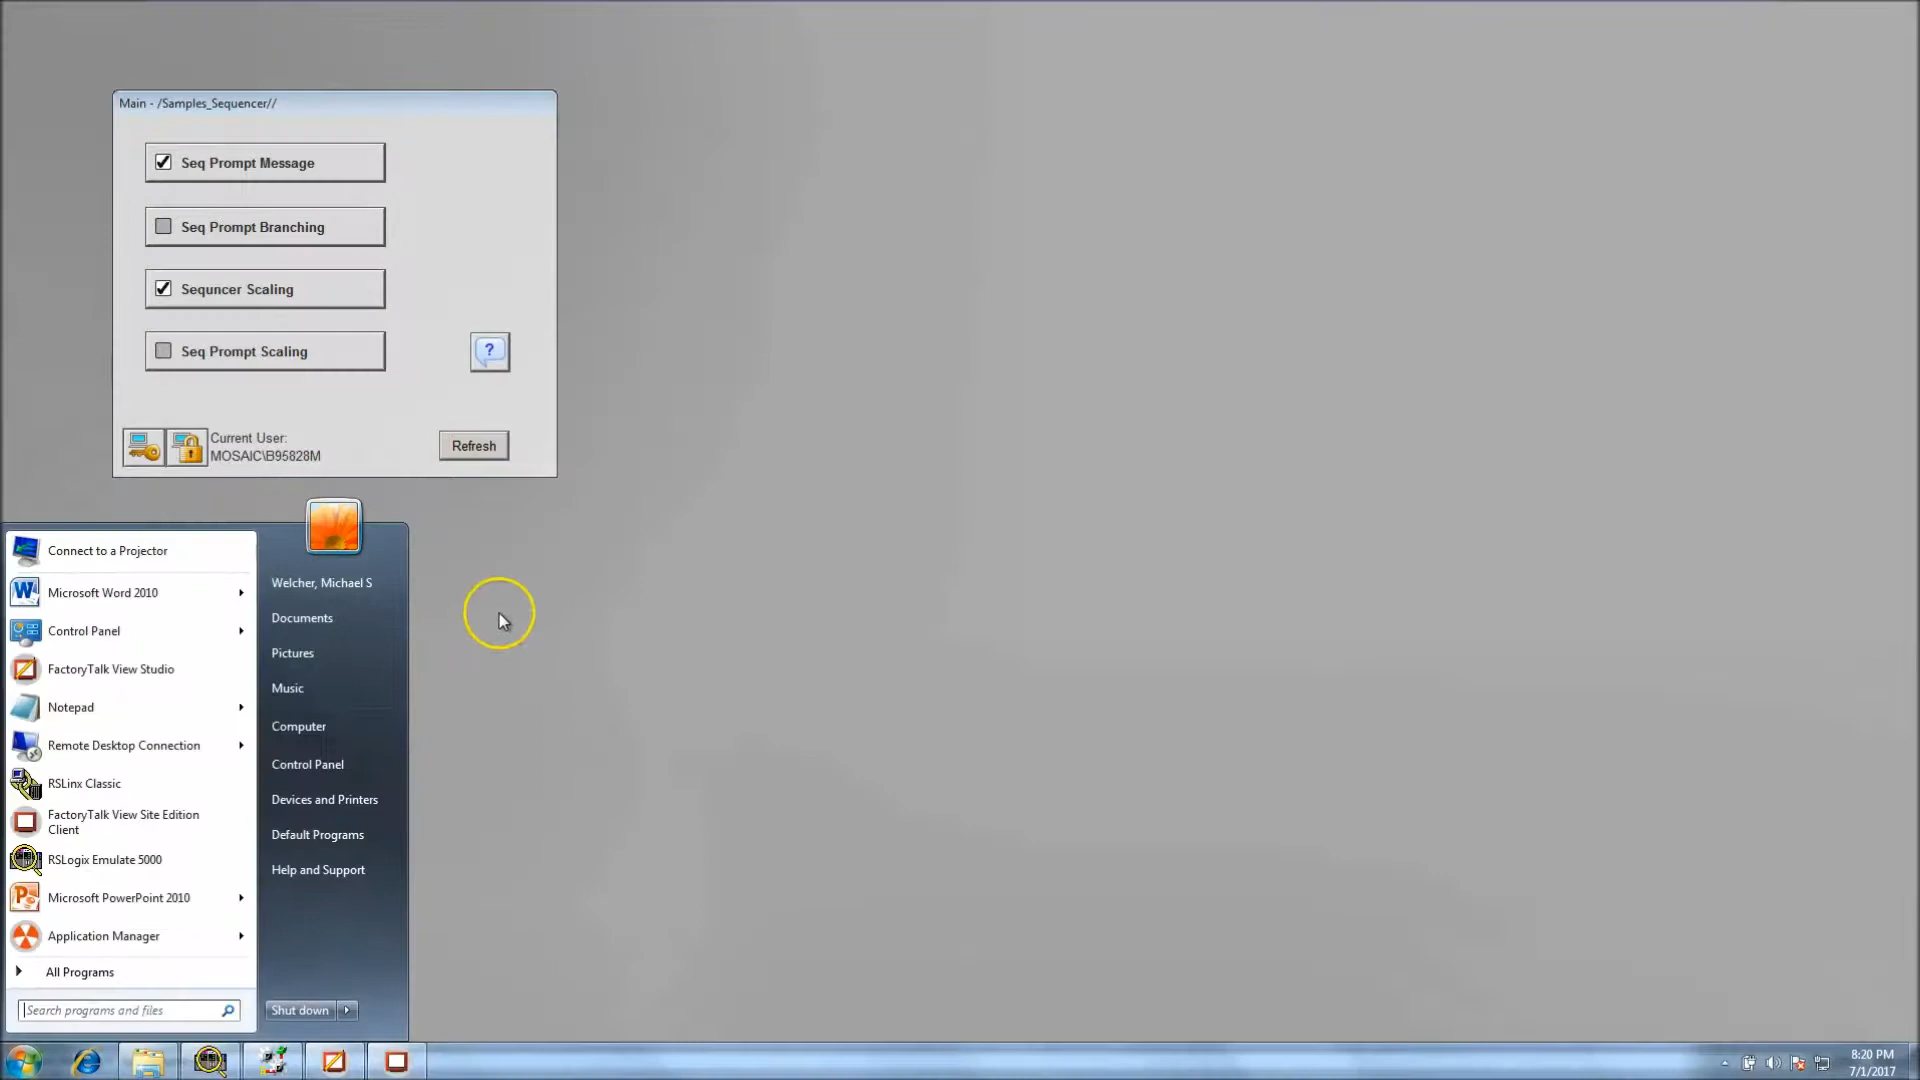 Main - /Samples_Sequencer//
Seq Prompt Message
Seq Prompt Branching
Sequncer Scaling
Seq Prompt Scaling
?
Current User:
MOSAIC\B95828M
Refresh
Connect to a Projector
Microsoft Word 2010
Control Panel
FactoryTalk View Studio
Notepad
Remote Desktop Connection
RSLinx Classic
FactoryTalk View Site Edition
Client
RSLogix Emulate 5000
Microsoft PowerPoint 2010
Application Manager
All Programs
Search programs and files
Welcher, Michael S
Documents
Pictures
Music
Computer
Control Panel
Devices and Printers
Default Programs
Help and Support
Shut down
8:20 PM
7/1/2017